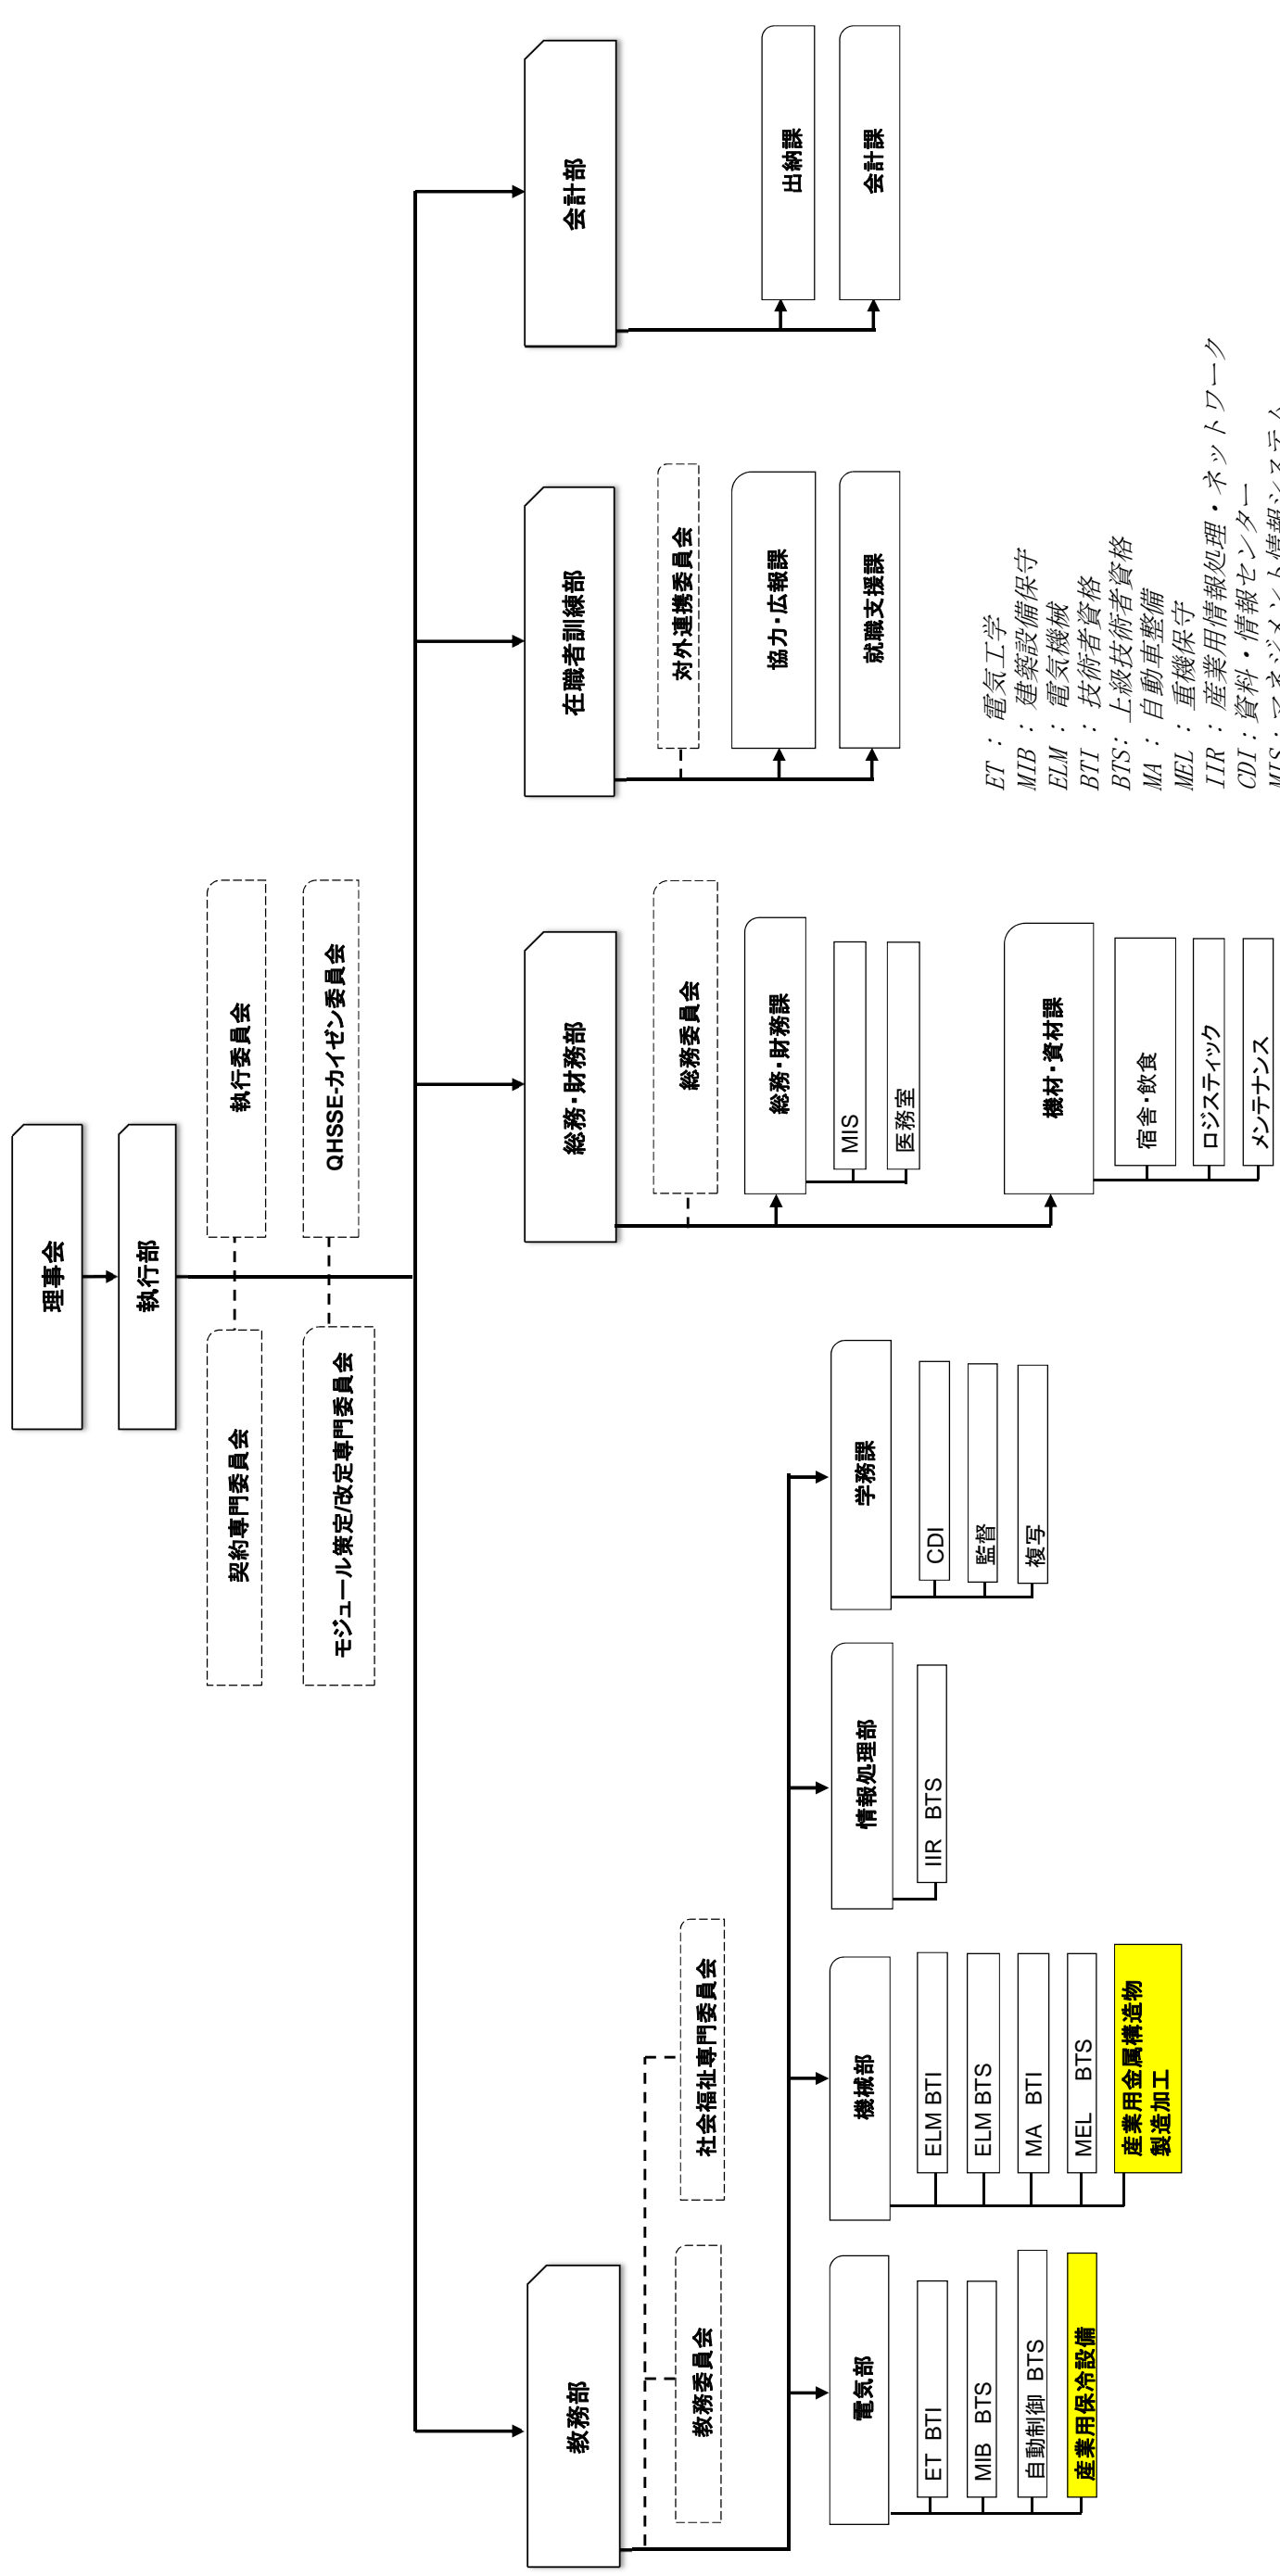 理事会
執行部
契約専門委員会
執行委員会
モジュール策定/改定専門委員会
QHSSE-カイゼン委員会
教務部
総務・財務部
在職者訓練部
会計部
教務委員会
社会福祉専門委員会
電気部
ET BTI
MIB BTS
自動制御 BTS
産業用保冷設備
機械部
ELM BTI
ELM BTS
MA BTI
MEL BTS
産業用金属構造物
製造加工
情報処理部
IIR BTS
学務課
CDI
監督
複写
総務委員会
総務・財務課
MIS
医務室
機材・資材課
宿舎・飲食
ロジスティック
メンテナンス
対外連携委員会
協力・広報課
就職支援課
出納課
会計課
ET : 電気工学
MIB : 建築設備保守
ELM : 電気機械
BTI : 技術者資格
BTS : 上級技術者資格
MA : 自動車整備
MEL : 重機保守
IIR : 産業用情報処理・ネットワーク
CDI : 資料・情報センター
MIS : マネジメント情報システム